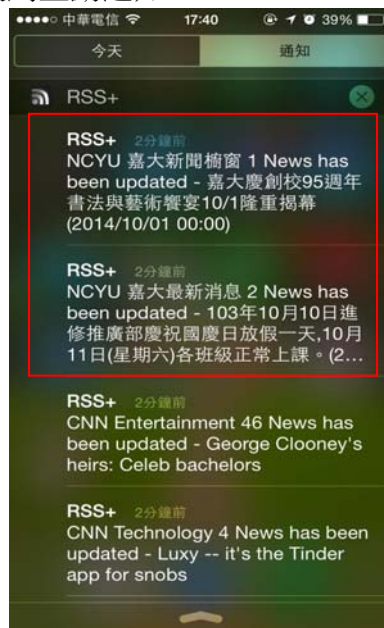 中華電信 17:40 39%
今天 通知
RSS+
RSS+ 2分鐘前
NCYU 嘉大新聞櫥窗 1 News has
been updated - 嘉大慶創校95週年
書法與藝術饗宴10/1隆重揭幕
(2014/10/01 00:00)
RSS+ 2分鐘前
NCYU 嘉大最新消息 2 News has
been updated - 103年10月10日進
修推廣部慶祝國慶日放假一天,10月
11日(星期六)各班級正常上課。(2...
RSS+ 2分鐘前
CNN Entertainment 46 News has
been updated - George Clooney's
heirs: Celeb bachelors
RSS+ 2分鐘前
CNN Technology 4 News has been
updated - Luxy -- it's the Tinder
app for snobs